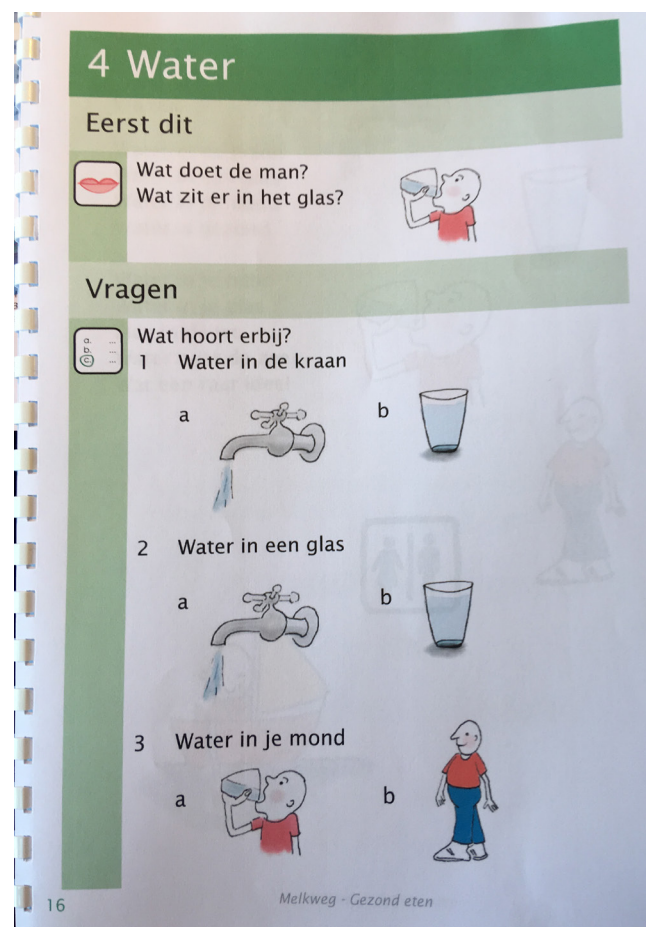 4 Water
Eerst dit
Wat doet de man?
Wat zit er in het glas?
Vragen
a.
b.
c.
Wat hoort erbij?
1 Water in de kraan
a b
2 Water in een glas
a b
3 Water in je mond
a b
16 Melkweg - Gezond eten